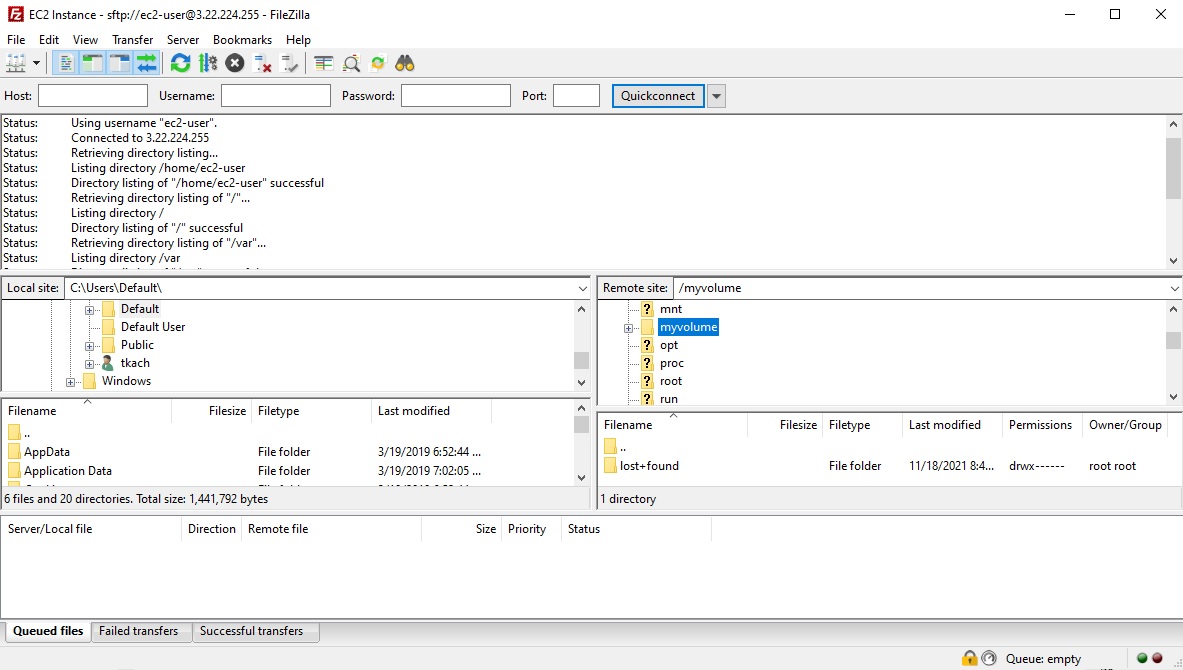 EC2 Instance - sftp://ec2-user@3.22.224.255 - FileZilla
File Edit View Transfer Server Bookmarks Help
Host: Username: Password: Port: Quickconnect
Status: Using username "ec2-user".
Status: Connected to 3.22.224.255
Status: Retrieving directory listing...
Status: Listing directory /home/ec2-user
Status: Directory listing of "/home/ec2-user" successful
Status: Retrieving directory listing of "/"...
Status: Listing directory /
Status: Directory listing of "/" successful
Status: Retrieving directory listing of "/var"...
Status: Listing directory /var
Local site: C:\Users\Default\
Default
Default User
Public
tkach
Windows
Filename Filesize Filetype Last modified
..
AppData File folder 3/19/2019 6:52:44 ...
Application Data File folder 3/19/2019 7:02:05 ...
6 files and 20 directories. Total size: 1,441,792 bytes
Remote site: /myvolume
? mnt
myvolume
? opt
? proc
? root
? run
Filename Filesize Filetype Last modified Permissions Owner/Group
..
lost+found File folder 11/18/2021 8:4... drwx------ root root
1 directory
Server/Local file Direction Remote file Size Priority Status
Queued files Failed transfers Successful transfers
Queue: empty